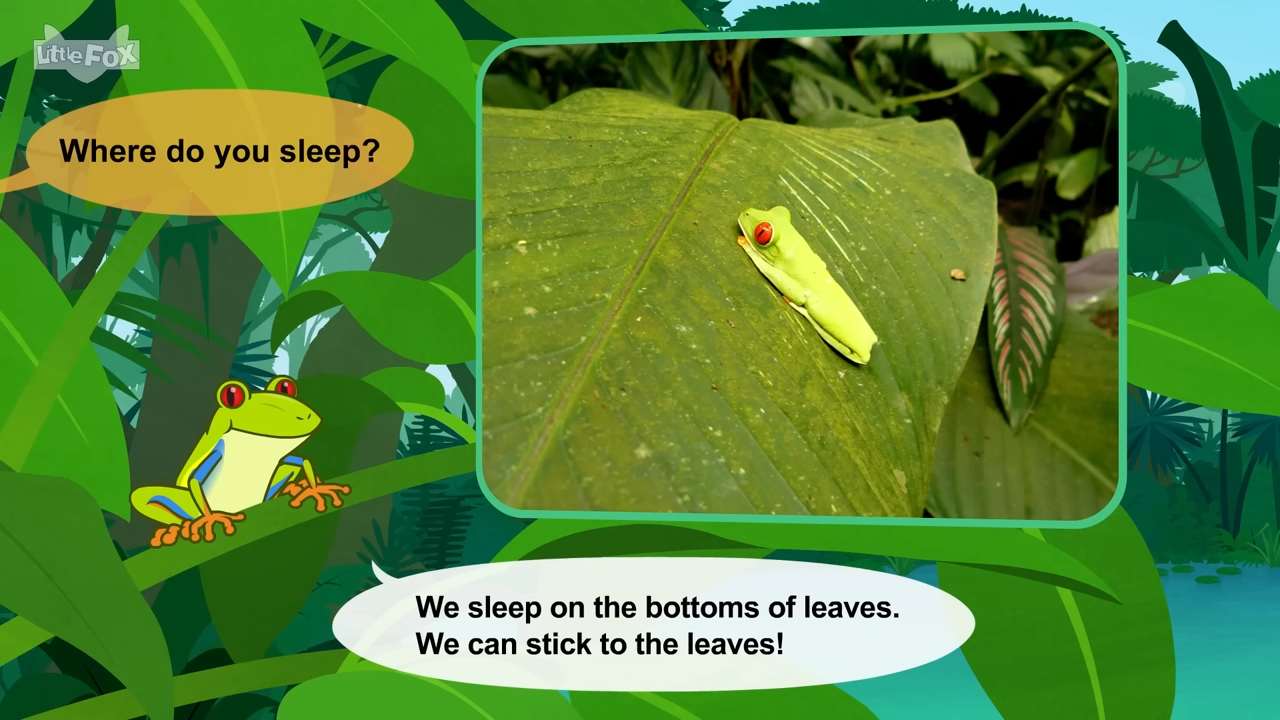 Little Fox
Where do you sleep?
We sleep on the bottoms of leaves.
We can stick to the leaves!